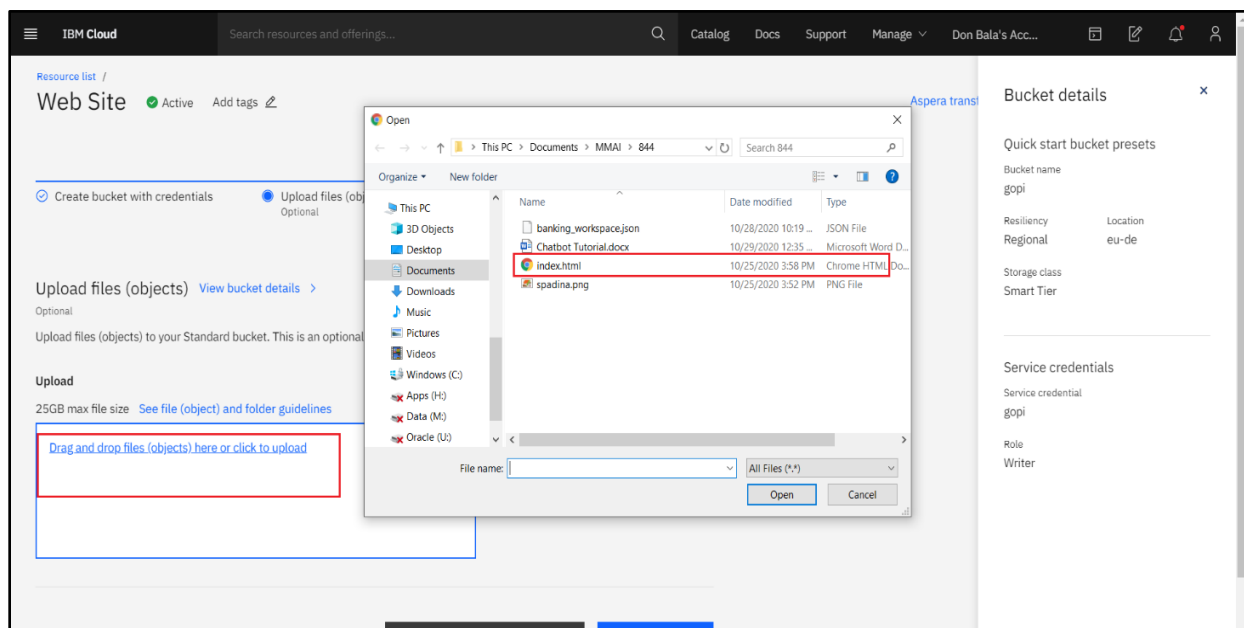 IBM Cloud
Search resources and offerings...
Catalog
Docs
Support
Manage
Don Bala's Acc...
Resource list /
Web Site
Active
Add tags
Aspera transf
Create bucket with credentials
Upload files (obj
Optional
Upload files (objects)
View bucket details >
Optional
Upload files (objects) to your Standard bucket. This is an optional
Upload
25GB max file size See file (object) and folder guidelines
Drag and drop files (objects) here or click to upload
Open
> This PC > Documents > MMAI > 844
Search 844
Organize
New folder
This PC
3D Objects
Desktop
Documents
Downloads
Music
Pictures
Videos
Windows (C:)
Apps (H:)
Data (M:)
Oracle (U:)
Name Date modified Type
banking_workspace.json 10/28/2020 10:19 ... JSON File
Chatbot Tutorial.docx 10/29/2020 12:35 ... Microsoft Word D...
index.html 10/25/2020 3:58 PM Chrome HTML Do...
spadina.png 10/25/2020 3:52 PM PNG File
File name:
All Files (*.*)
Open
Cancel
Bucket details
Quick start bucket presets
Bucket name
gopi
Resiliency Location
Regional eu-de
Storage class
Smart Tier
Service credentials
Service credential
gopi
Role
Writer